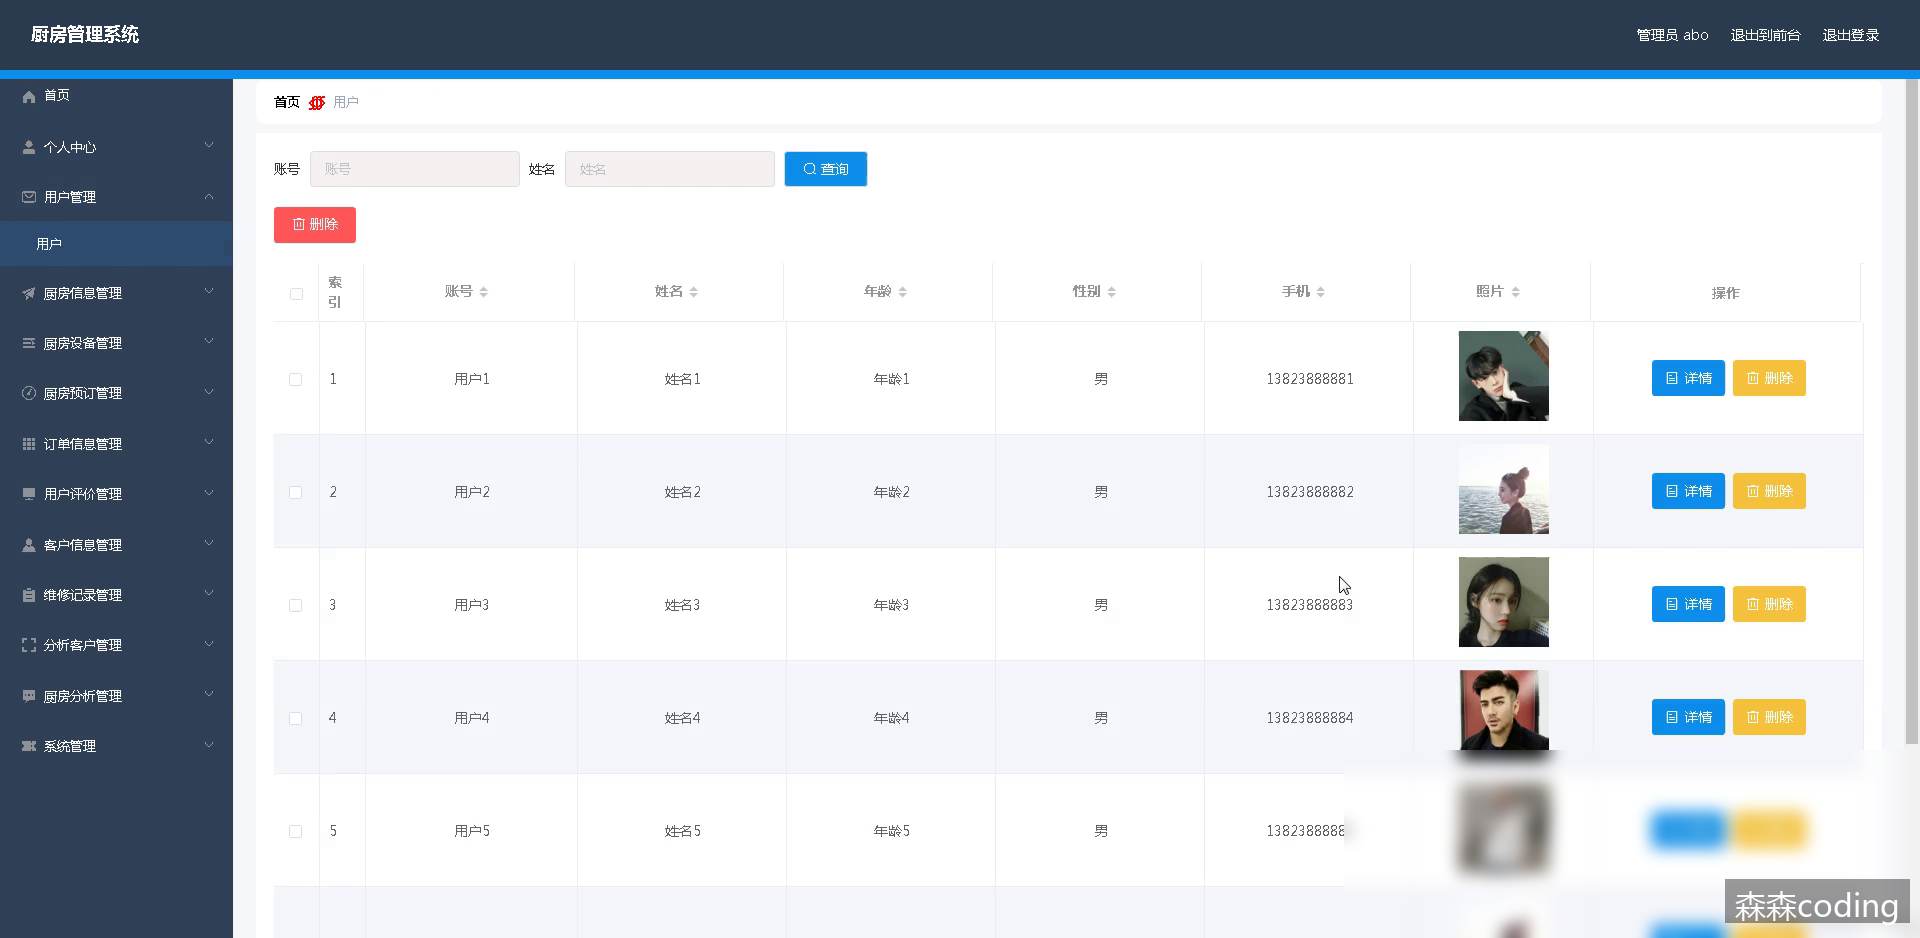 厨房管理系统
管理员 abo 退出到前台 退出登录
首页
个人中心
用户管理
用户
厨房信息管理
厨房设备管理
厨房预订管理
订单信息管理
用户评价管理
客户信息管理
维修记录管理
分析客户管理
厨房分析管理
系统管理
首页 用户
账号 账号 姓名 姓名 查询
删除
索引 账号 姓名 年龄 性别 手机 照片 操作
1 用户1 姓名1 年龄1 男 13823888881 详情 删除
2 用户2 姓名2 年龄2 男 13823888882 详情 删除
3 用户3 姓名3 年龄3 男 13823888883 详情 删除
4 用户4 姓名4 年龄4 男 13823888884 详情 删除
5 用户5 姓名5 年龄5 男 1382388888
森森coding